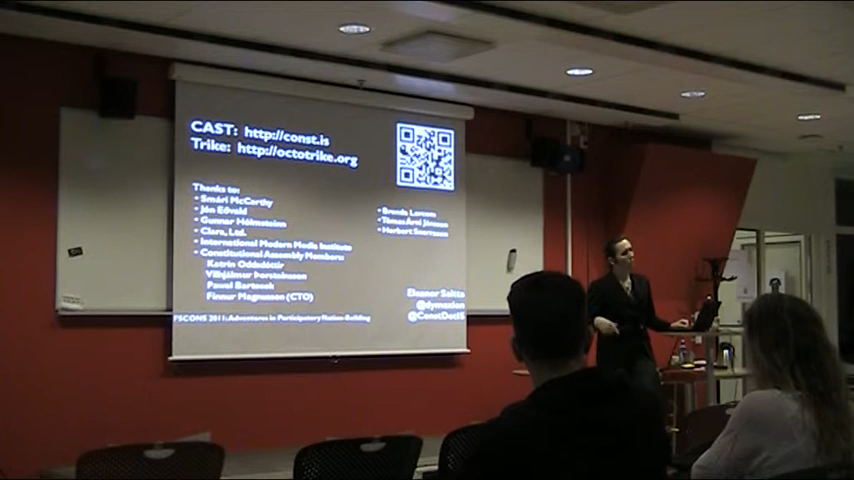 CAST: http://const.is
Trike: http://octotrike.org
Thanks to:
• Smári McCarthy
• Jón Eðvald
• Gunnar Hólmsteinn
• Clara, Ltd.
• International Modern Media Institute
• Constitutional Assembly Members:
Katrín Oddsdóttir
Vilhjálmur Þorsteinsson
Pawel Bartoszek
Finnur Magnusson (CTO)
• Brenda Larcom
• Tómas Árni Jónsson
• Herbert Snorrason
Eleanor Saitta
@dymaxion
@ConstDotIS
FSCONS 2011: Adventures in Participatory Nation-Building